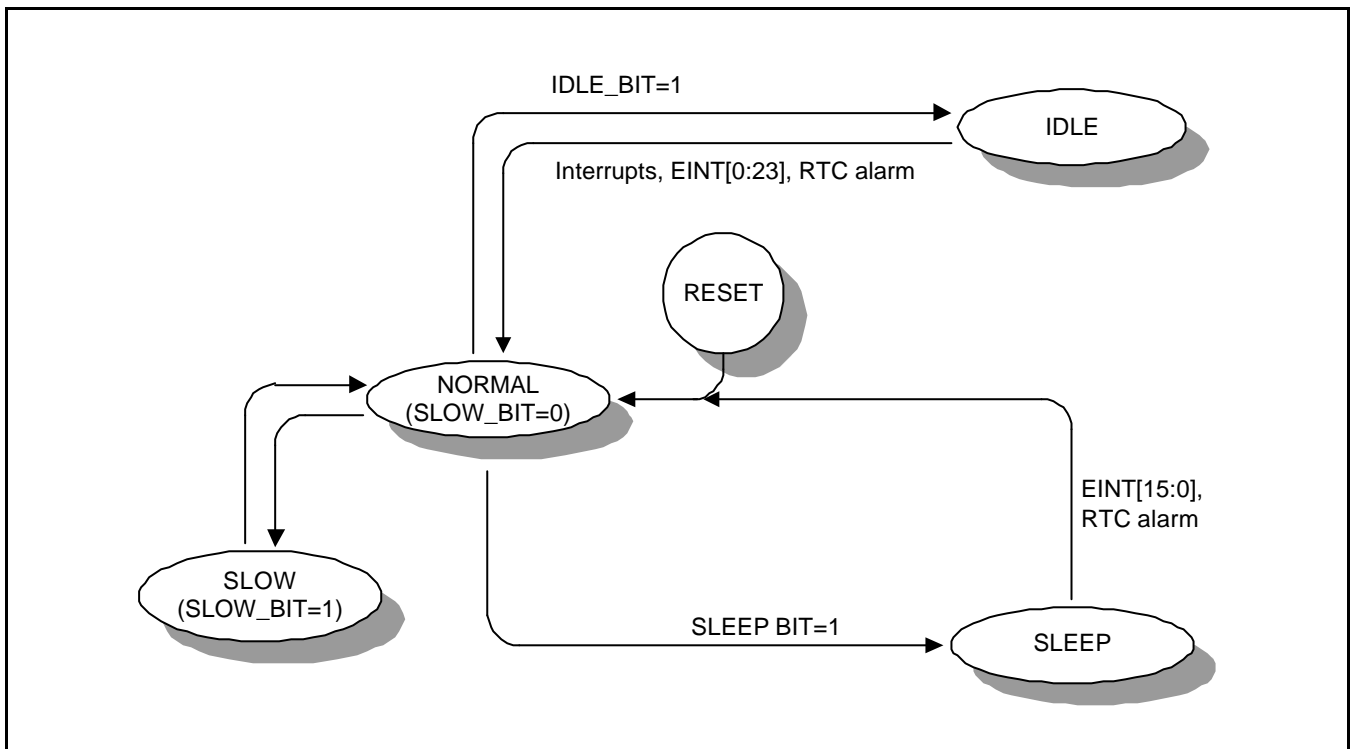 IDLE_BIT=1
IDLE
Interrupts, EINT[0:23], RTC alarm
RESET
NORMAL
(SLOW_BIT=0)
EINT[15:0],
RTC alarm
SLOW
(SLOW_BIT=1)
SLEEP BIT=1
SLEEP